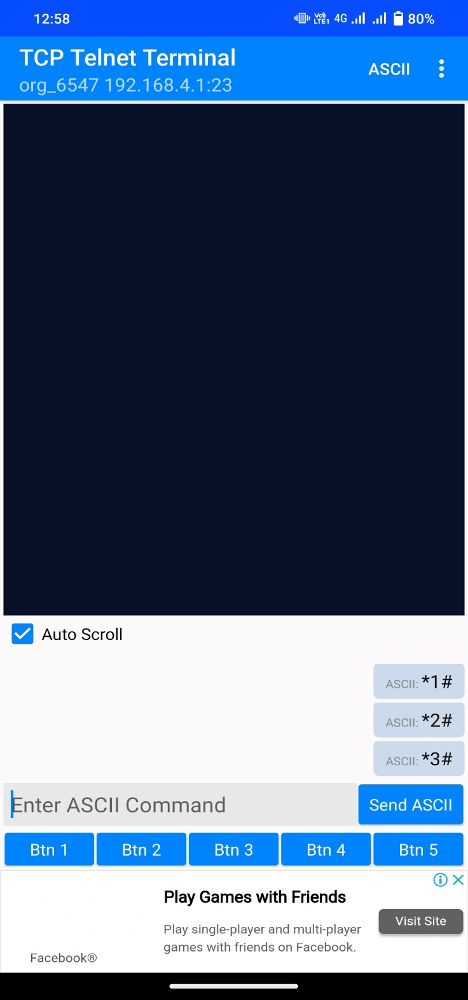 12:58 Vo)) LTE1 4G 80%
TCP Telnet Terminal
org_6547 192.168.4.1:23
ASCII
Auto Scroll
ASCII: *1#
ASCII: *2#
ASCII: *3#
Enter ASCII Command
Send ASCII
Btn 1 Btn 2 Btn 3 Btn 4 Btn 5
Play Games with Friends
Play single-player and multi-player
games with friends on Facebook.
Visit Site
Facebook®